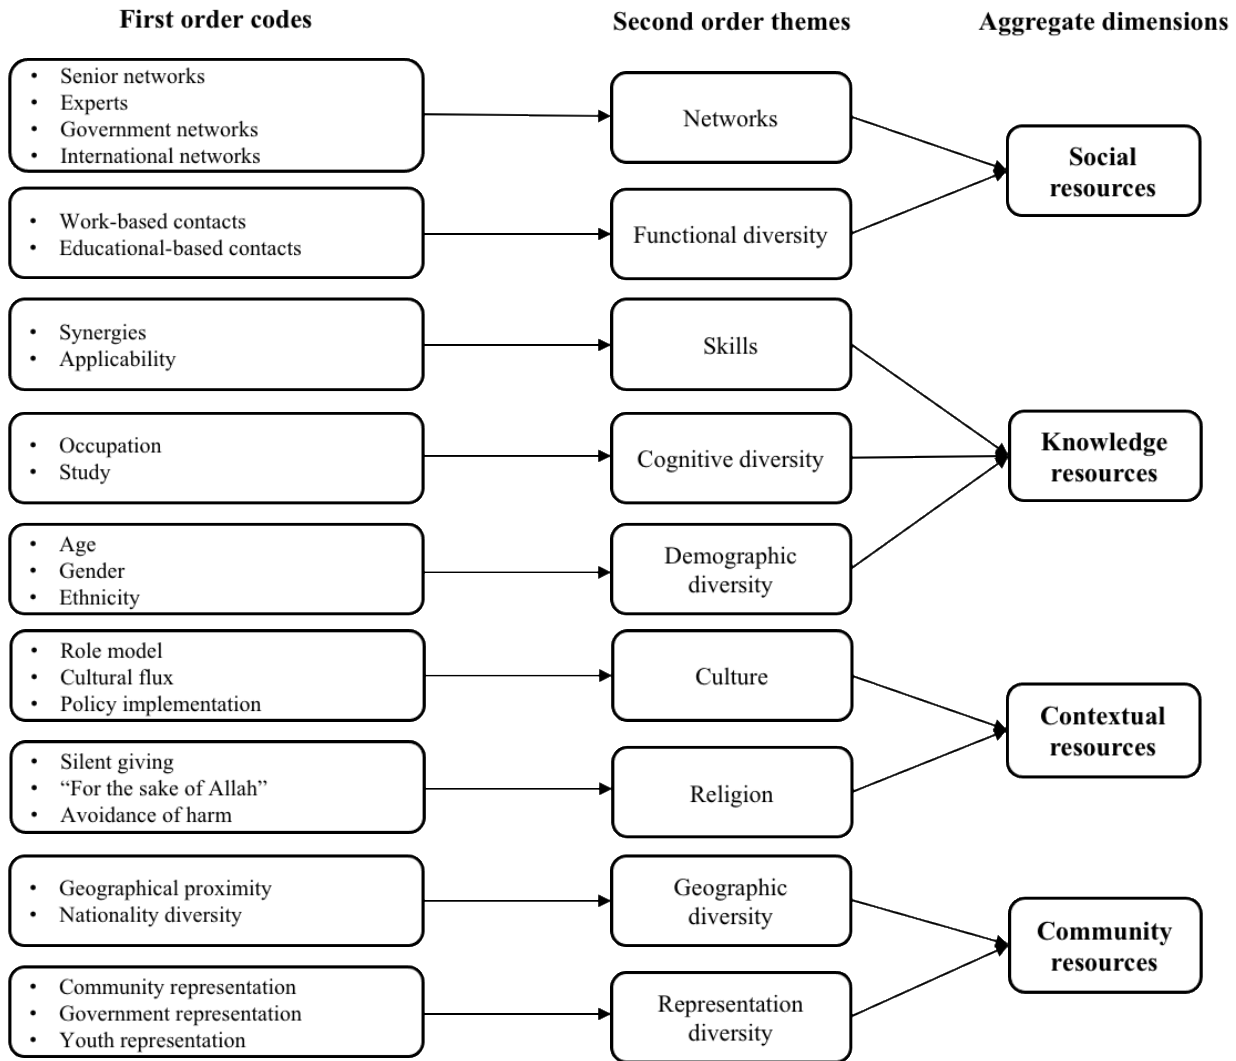 First order codes
Second order themes
Aggregate dimensions
• Senior networks
• Experts
• Government networks
• International networks
Networks
Social
resources
• Work-based contacts
• Educational-based contacts
Functional diversity
• Synergies
• Applicability
Skills
• Occupation
• Study
Cognitive diversity
Knowledge
resources
• Age
• Gender
• Ethnicity
Demographic
diversity
• Role model
• Cultural flux
• Policy implementation
Culture
Contextual
resources
• Silent giving
• “For the sake of Allah”
• Avoidance of harm
Religion
• Geographical proximity
• Nationality diversity
Geographic
diversity
Community
resources
• Community representation
• Government representation
• Youth representation
Representation
diversity